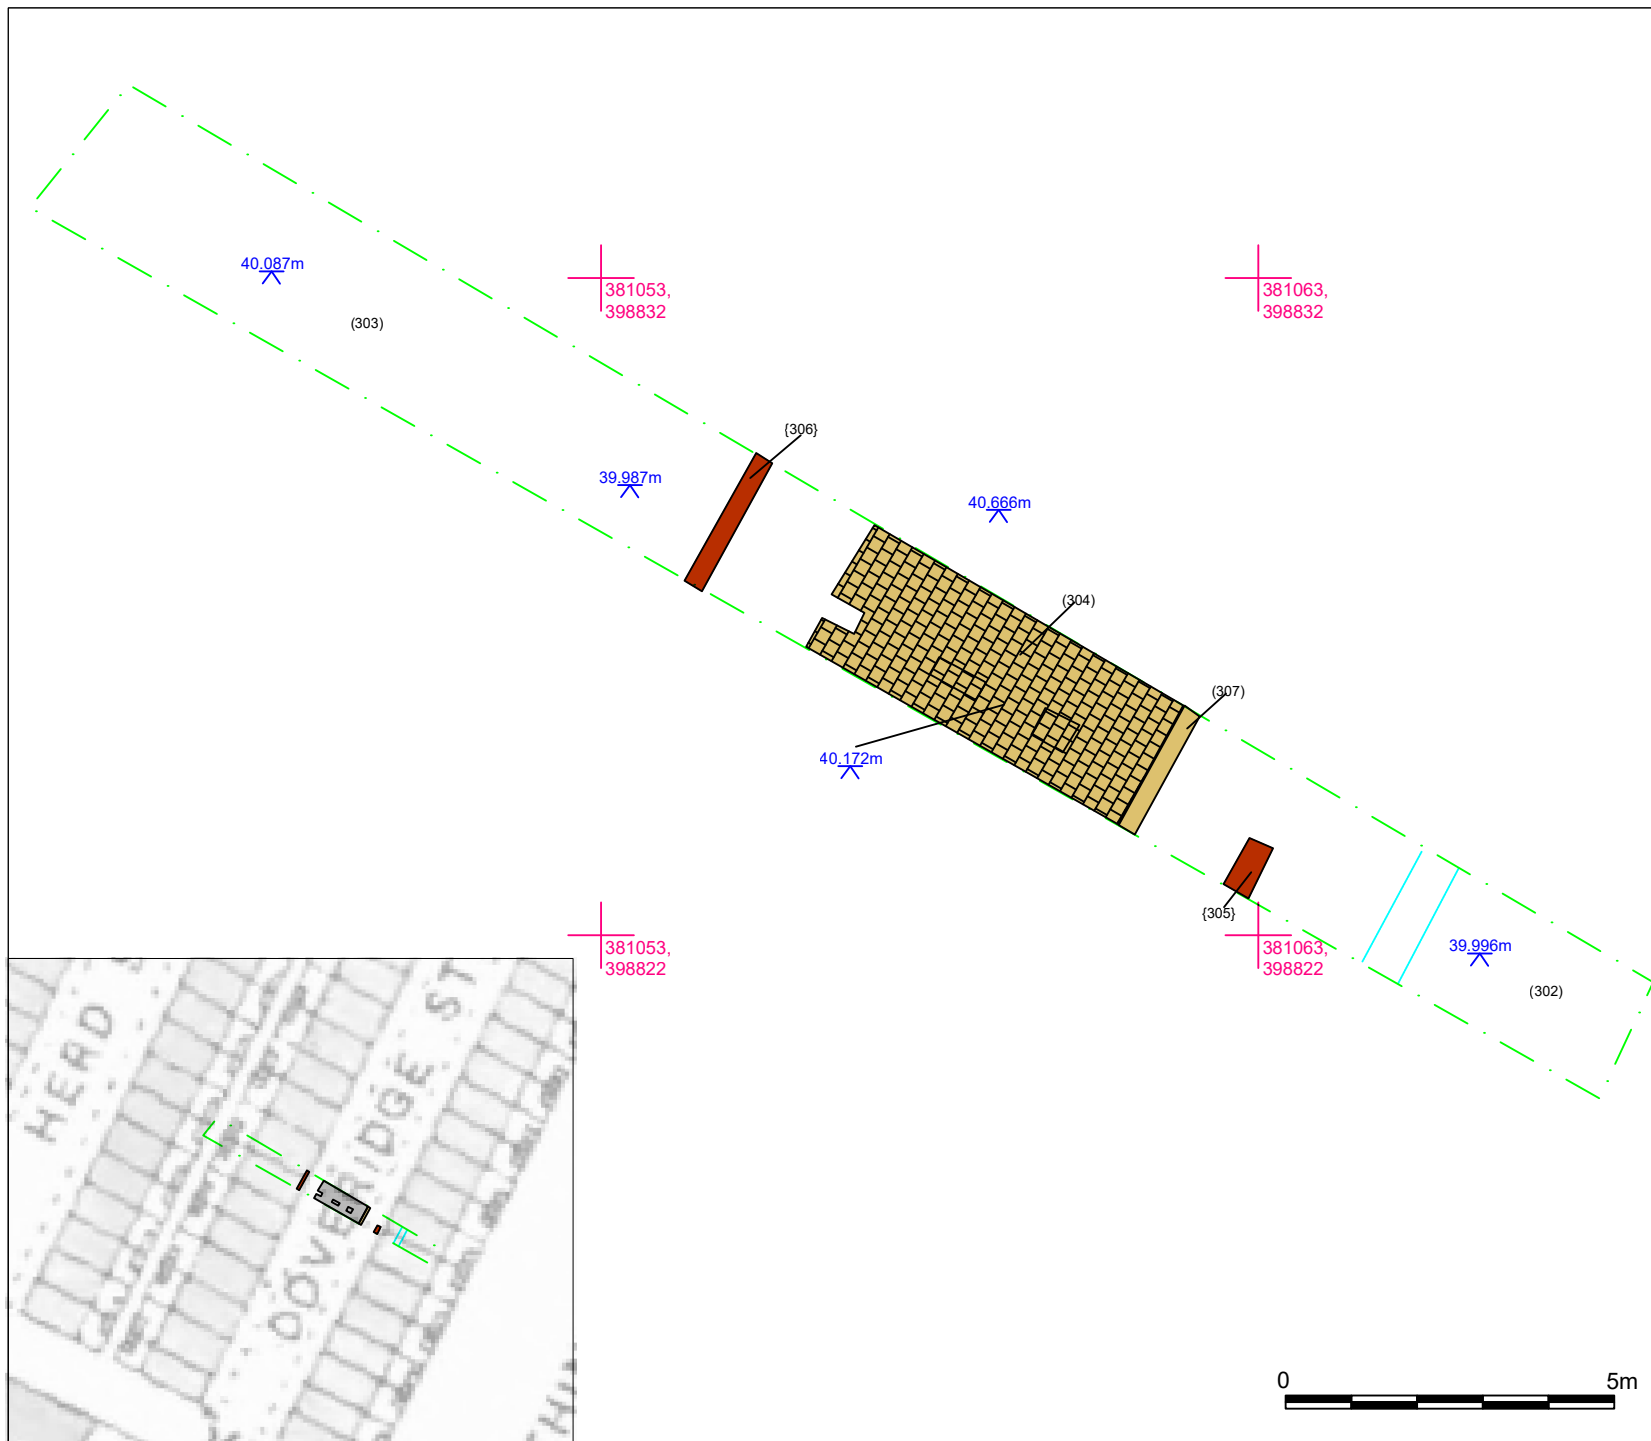 40.087m
381053,
398832
381063,
398832
(303)
{306}
39.987m
40.666m
(304)
(307)
40.172m
{305}
381053,
398822
381063,
398822
39.996m
(302)
HERD
DOVERIDGE ST
0 5m